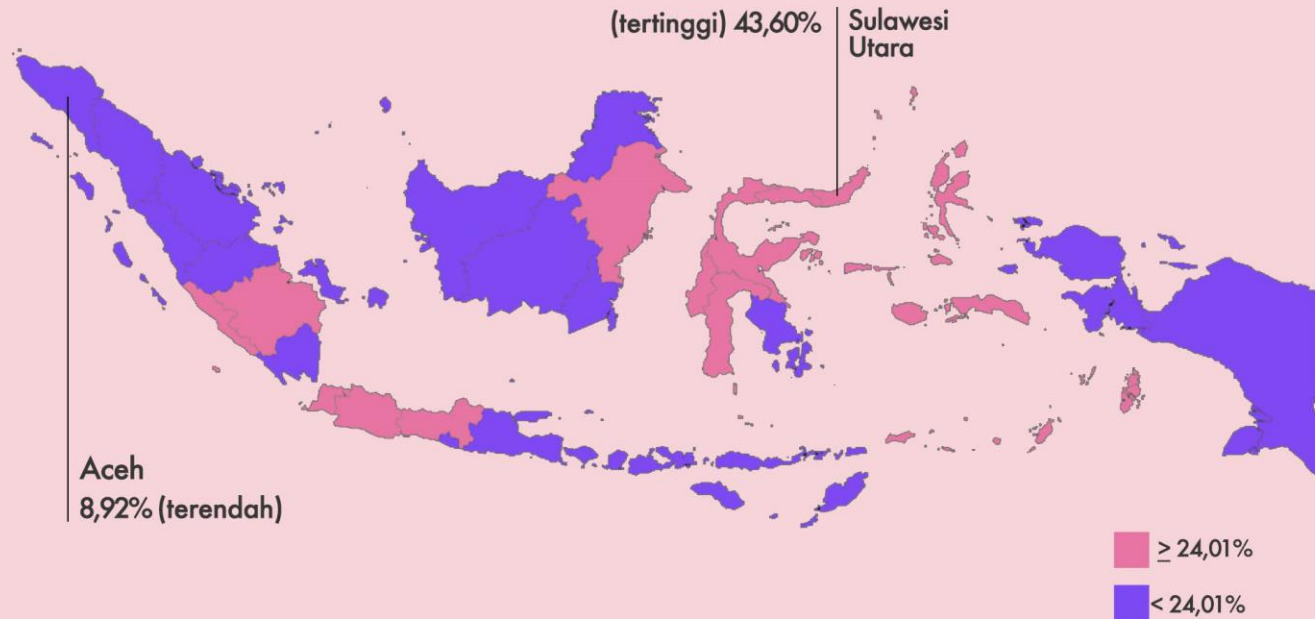 (tertinggi) 43,60%
Sulawesi
Utara
Aceh
8,92% (terendah)
≥ 24,01%
< 24,01%